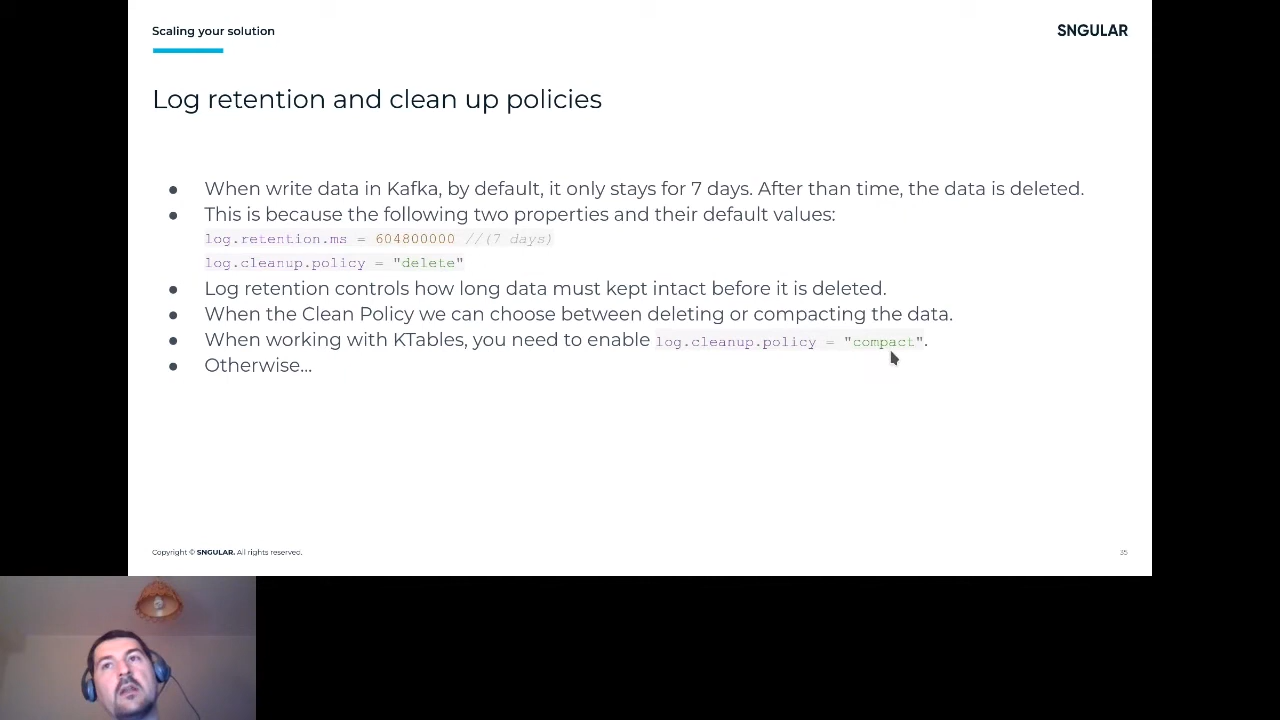 Scaling your solution
SNGULAR
Log retention and clean up policies
● When write data in Kafka, by default, it only stays for 7 days. After than time, the data is deleted.
● This is because the following two properties and their default values:
log.retention.ms = 604800000 //(7 days)
log.cleanup.policy = "delete"
● Log retention controls how long data must kept intact before it is deleted.
● When the Clean Policy we can choose between deleting or compacting the data.
● When working with KTables, you need to enable log.cleanup.policy = "compact".
● Otherwise...
Copyright © SNGULAR. All rights reserved.
35